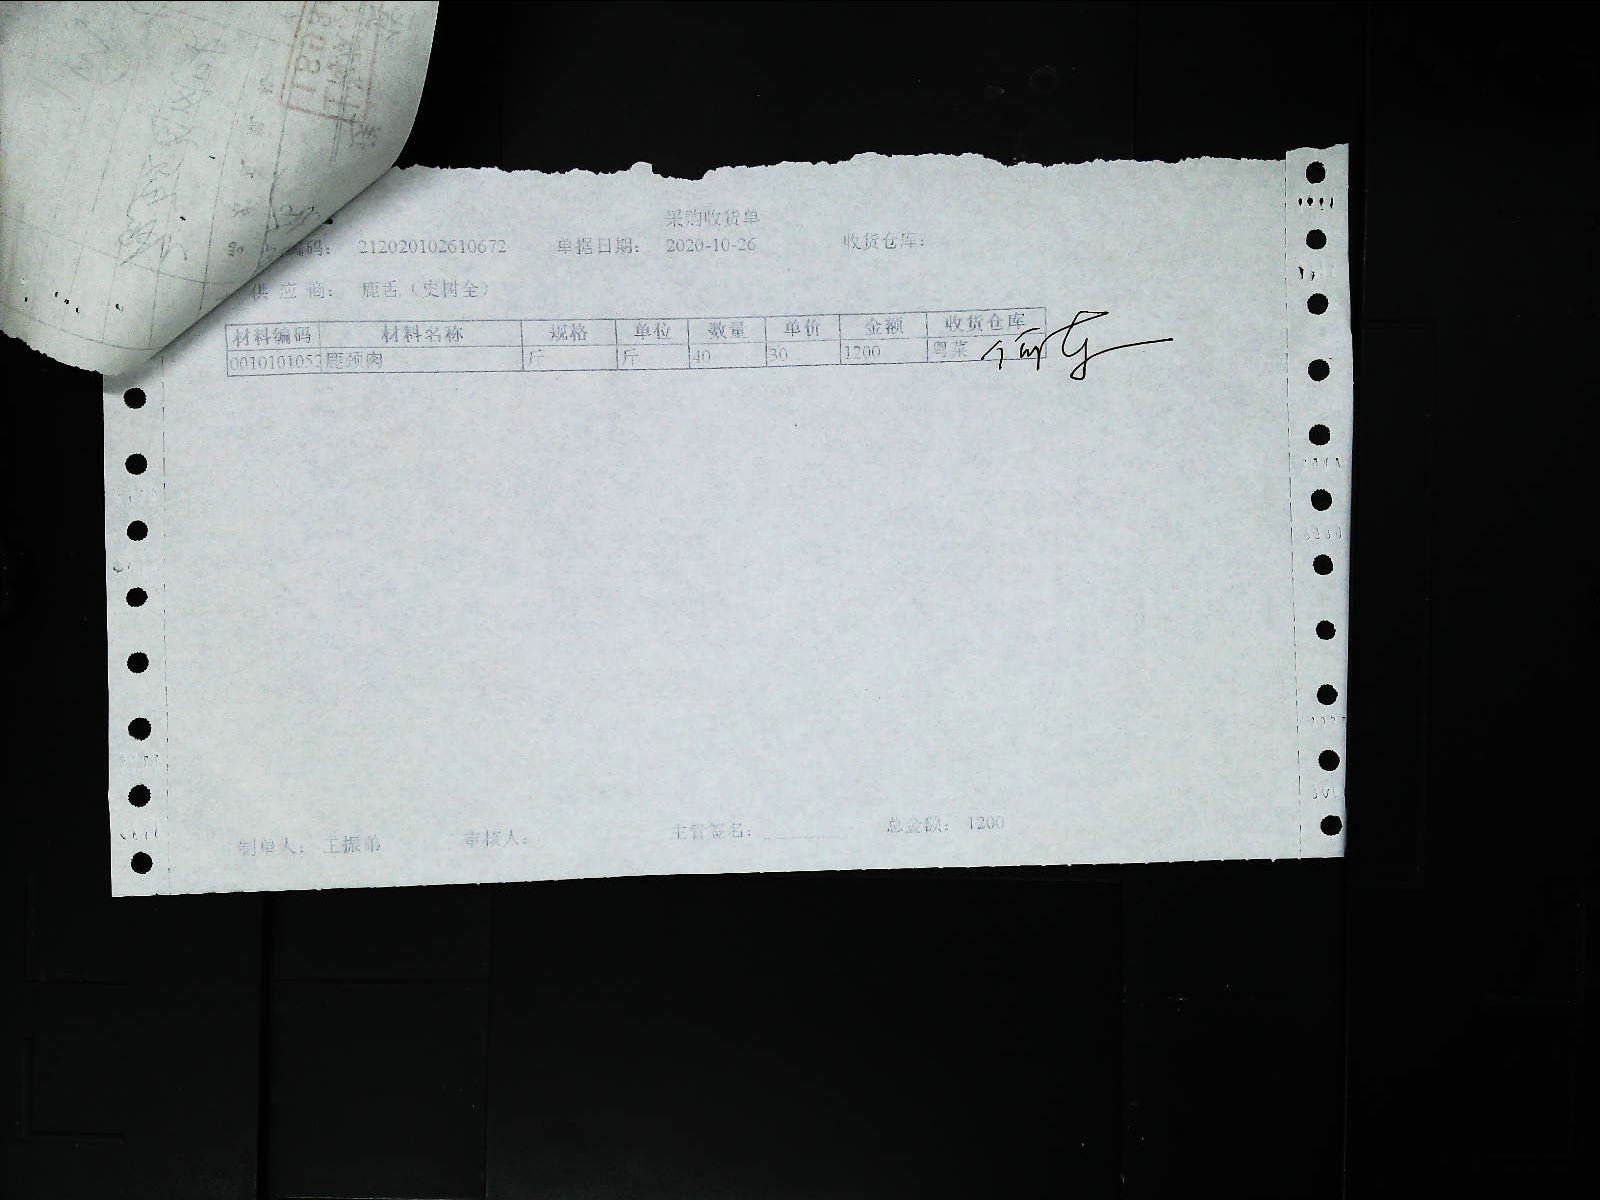 采购收货单
编码: 212020102610672 单据日期: 2020-10-26 收货仓库:
供应商: 鹿舌(史树全)
材料编码 材料名称 规格 单位 数量 单价 金额 收货仓库
0010101052 鹿颈肉 斤 斤 40 30 1200 粤菜
制单人: 王振弟 审核人: 主管签名: 总金额: 1200